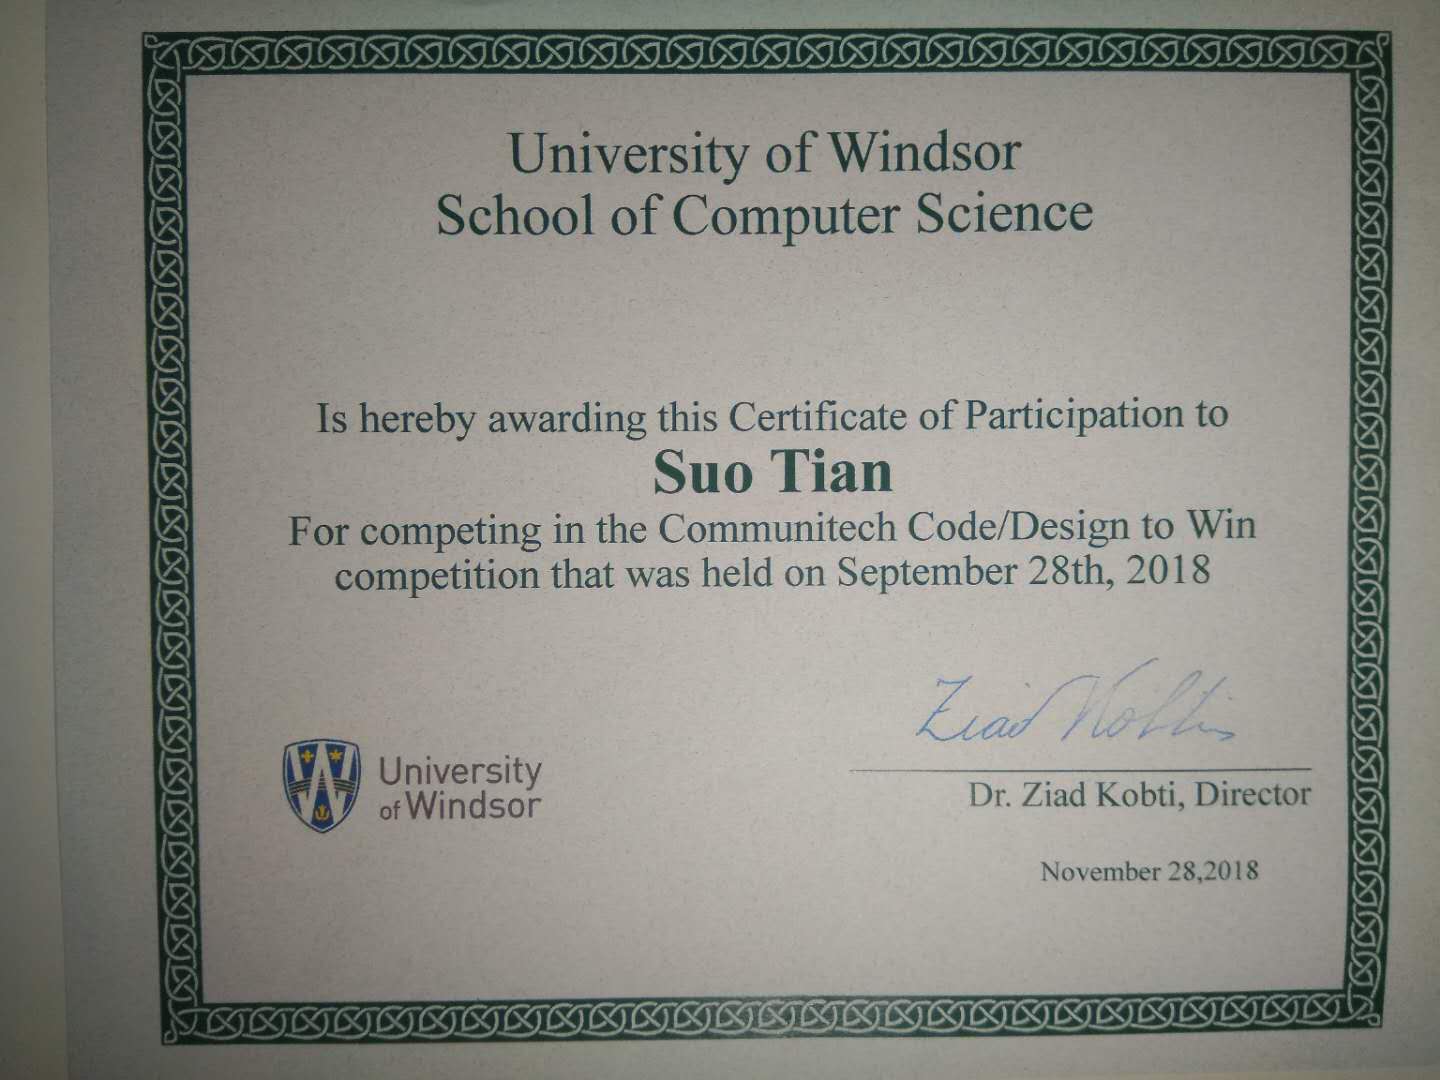 University of Windsor
School of Computer Science
Is hereby awarding this Certificate of Participation to
Suo Tian
For competing in the Communitech Code/Design to Win
competition that was held on September 28th, 2018
Ziad Kobti
University
of Windsor
Dr. Ziad Kobti, Director
November 28,2018